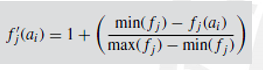 f′ⱼ(aᵢ) = 1 + ( (min(fⱼ) − fⱼ(aᵢ)) / (max(fⱼ) − min(fⱼ)) )